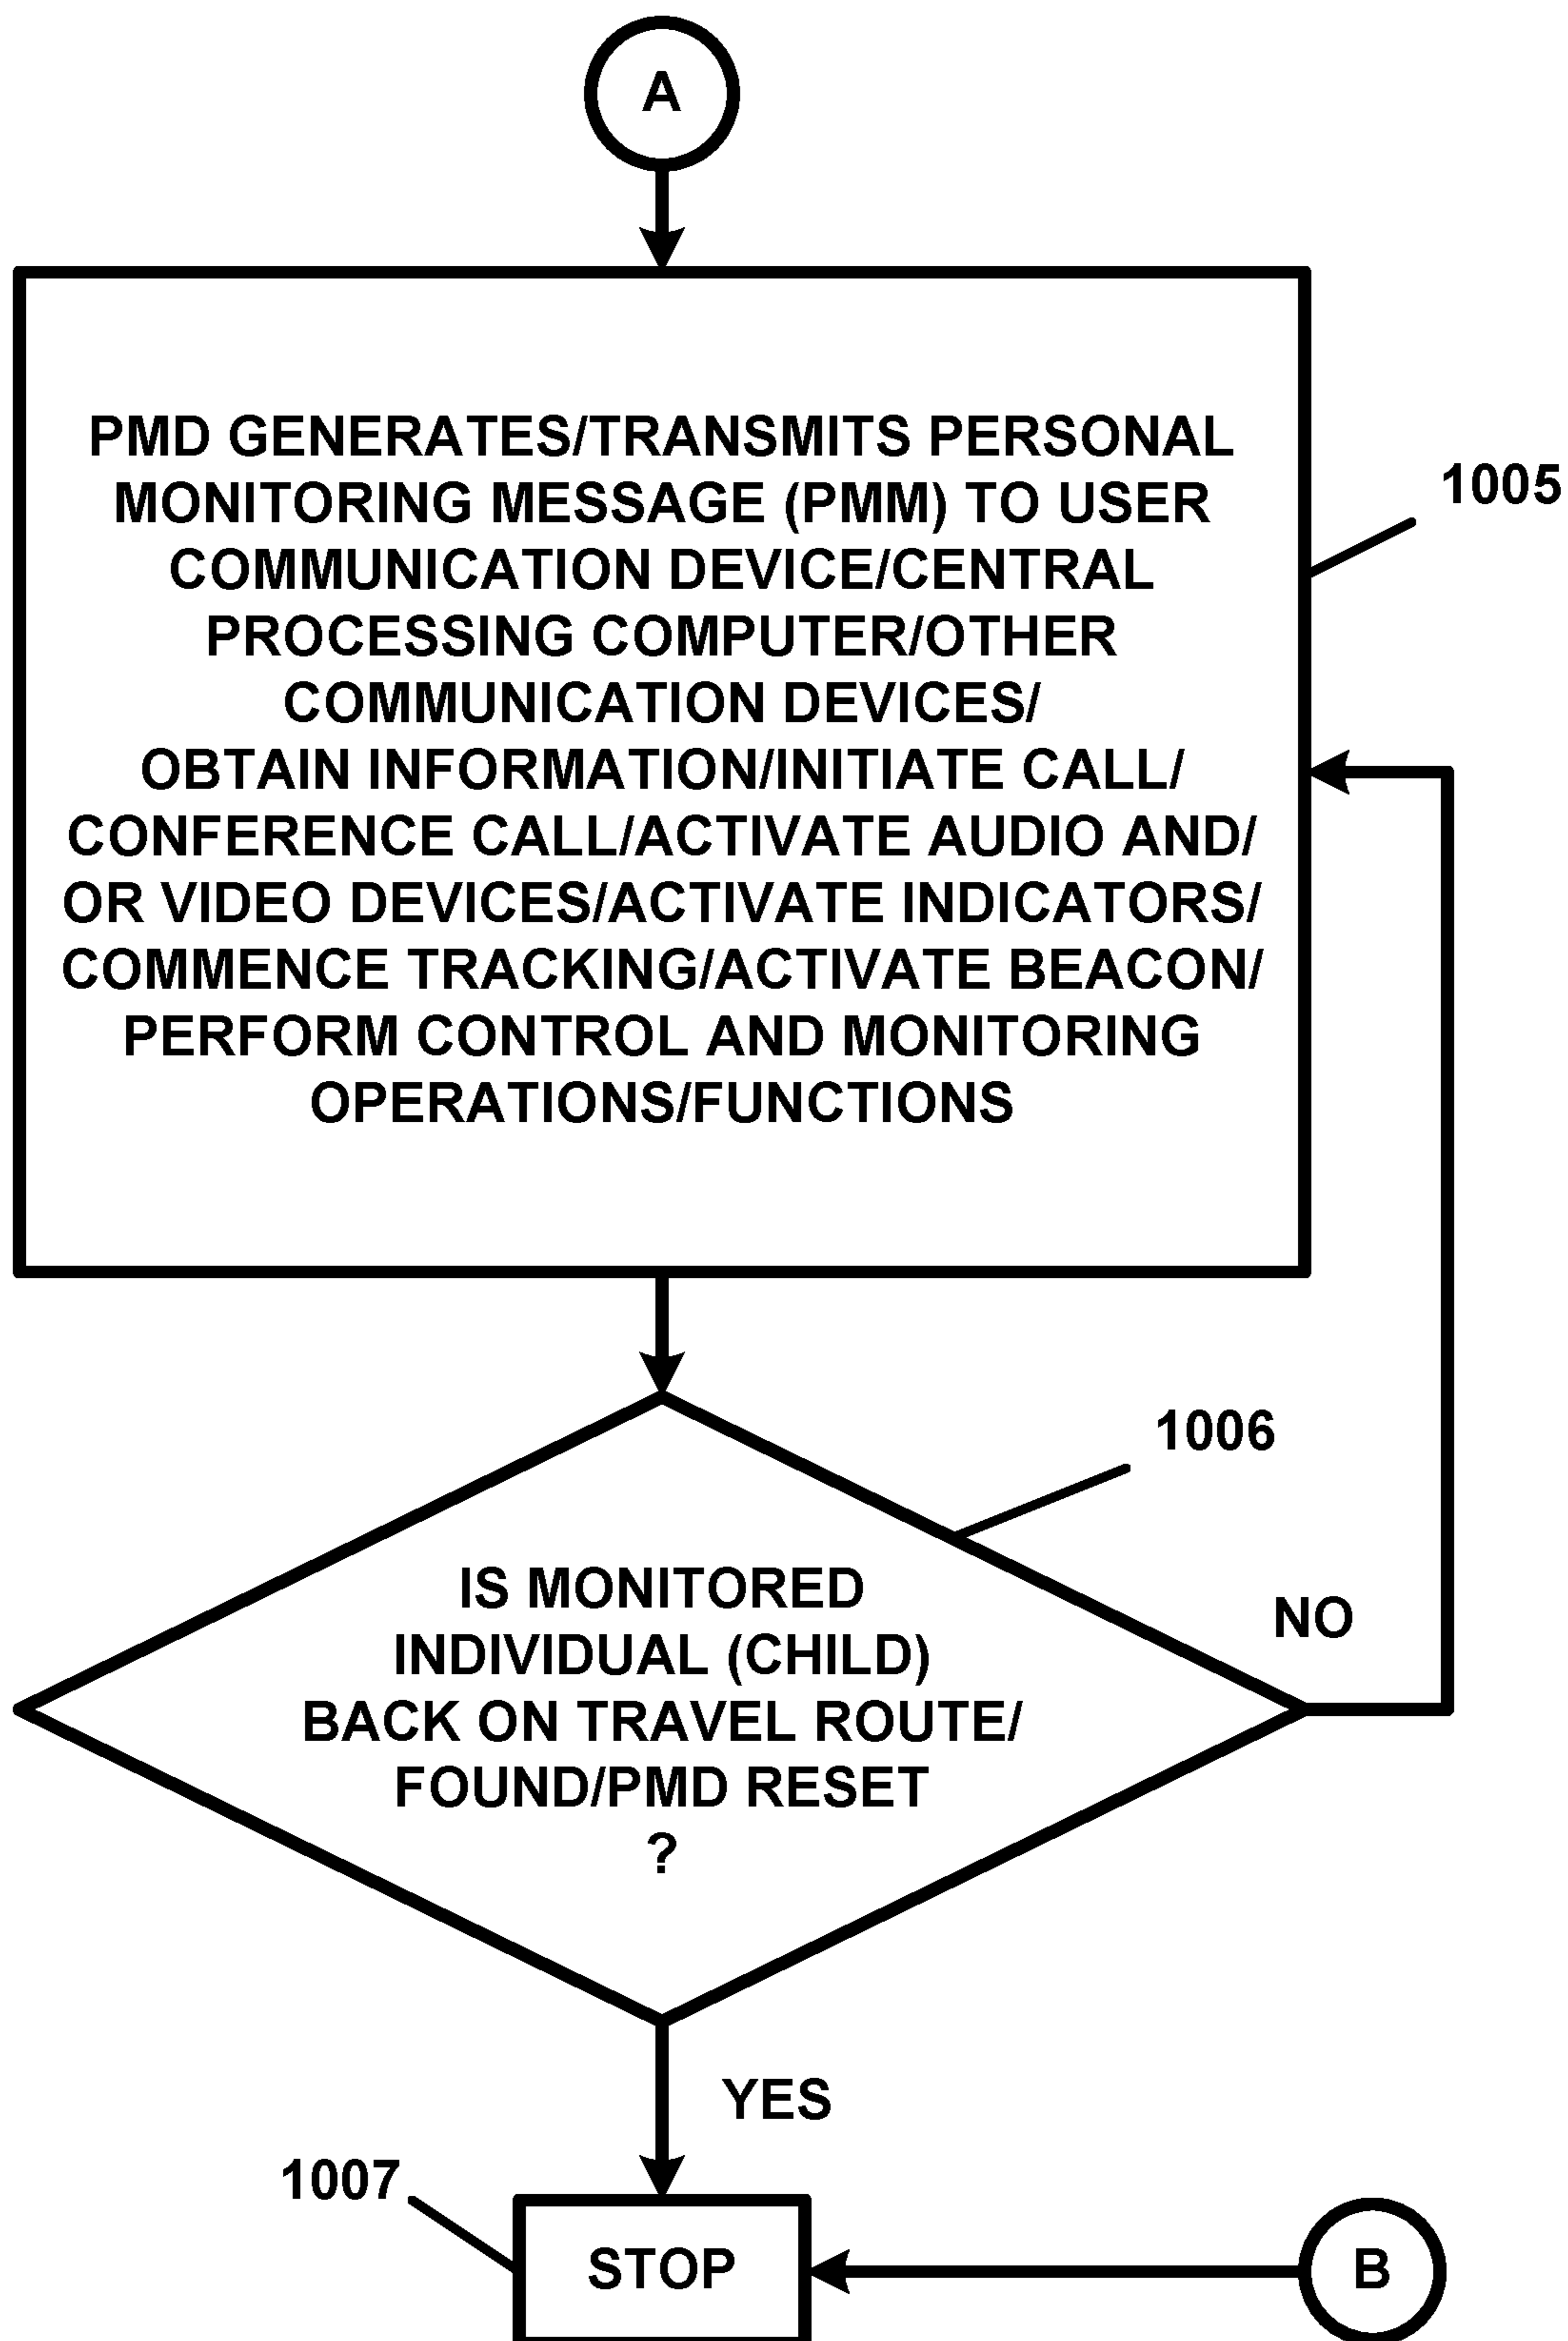 A
PMD GENERATES/TRANSMITS PERSONAL
MONITORING MESSAGE (PMM) TO USER
COMMUNICATION DEVICE/CENTRAL
PROCESSING COMPUTER/OTHER
COMMUNICATION DEVICES/
OBTAIN INFORMATION/INITIATE CALL/
CONFERENCE CALL/ACTIVATE AUDIO AND/
OR VIDEO DEVICES/ACTIVATE INDICATORS/
COMMENCE TRACKING/ACTIVATE BEACON/
PERFORM CONTROL AND MONITORING
OPERATIONS/FUNCTIONS
1005
1006
IS MONITORED
INDIVIDUAL (CHILD)
BACK ON TRAVEL ROUTE/
FOUND/PMD RESET
?
NO
YES
1007
STOP
B